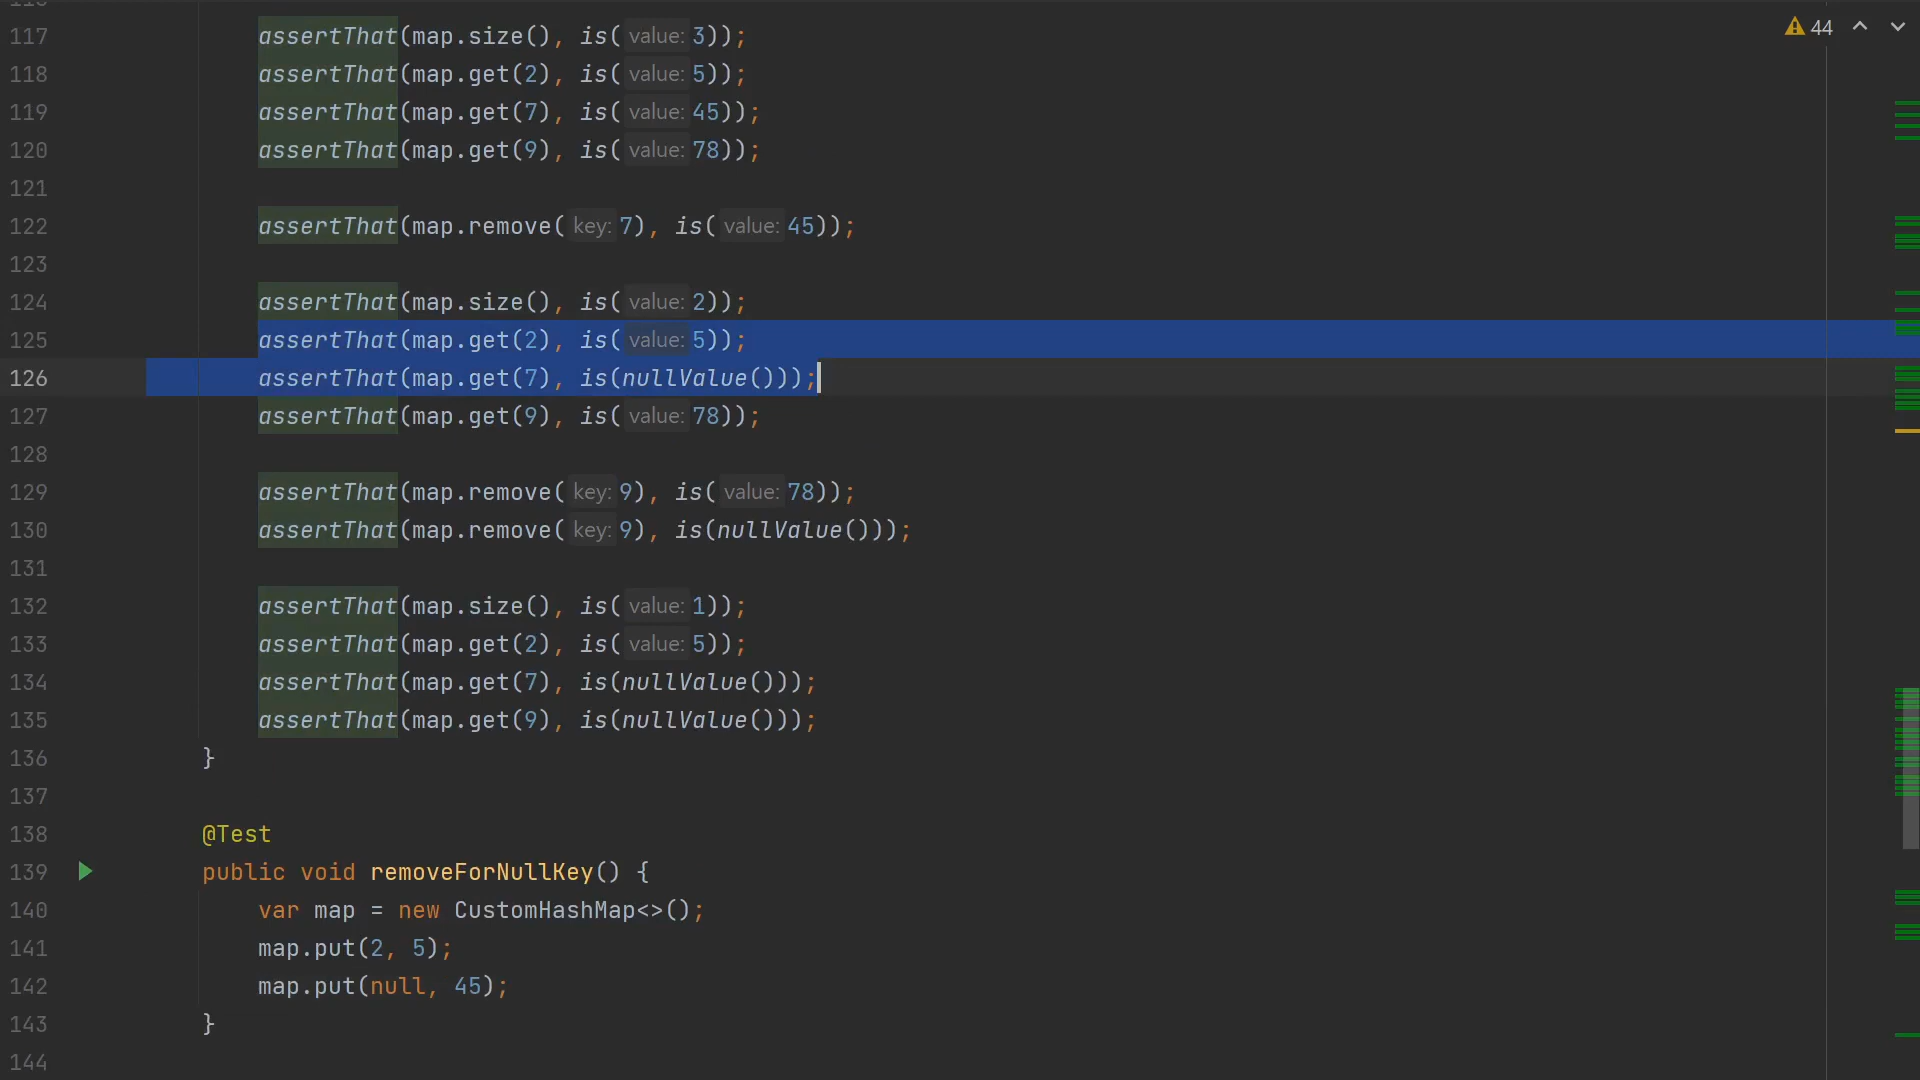 117 assertThat(map.size(), is( value: 3));
44
118 assertThat(map.get(2), is( value: 5));
119 assertThat(map.get(7), is( value: 45));
120 assertThat(map.get(9), is( value: 78));
121
122 assertThat(map.remove( key: 7), is( value: 45));
123
124 assertThat(map.size(), is( value: 2));
125 assertThat(map.get(2), is( value: 5));
126 assertThat(map.get(7), is(nullValue()));
127 assertThat(map.get(9), is( value: 78));
128
129 assertThat(map.remove( key: 9), is( value: 78));
130 assertThat(map.remove( key: 9), is(nullValue()));
131
132 assertThat(map.size(), is( value: 1));
133 assertThat(map.get(2), is( value: 5));
134 assertThat(map.get(7), is(nullValue()));
135 assertThat(map.get(9), is(nullValue()));
136 }
137
138 @Test
139 public void removeForNullKey() {
140 var map = new CustomHashMap<>();
141 map.put(2, 5);
142 map.put(null, 45);
143 }
144